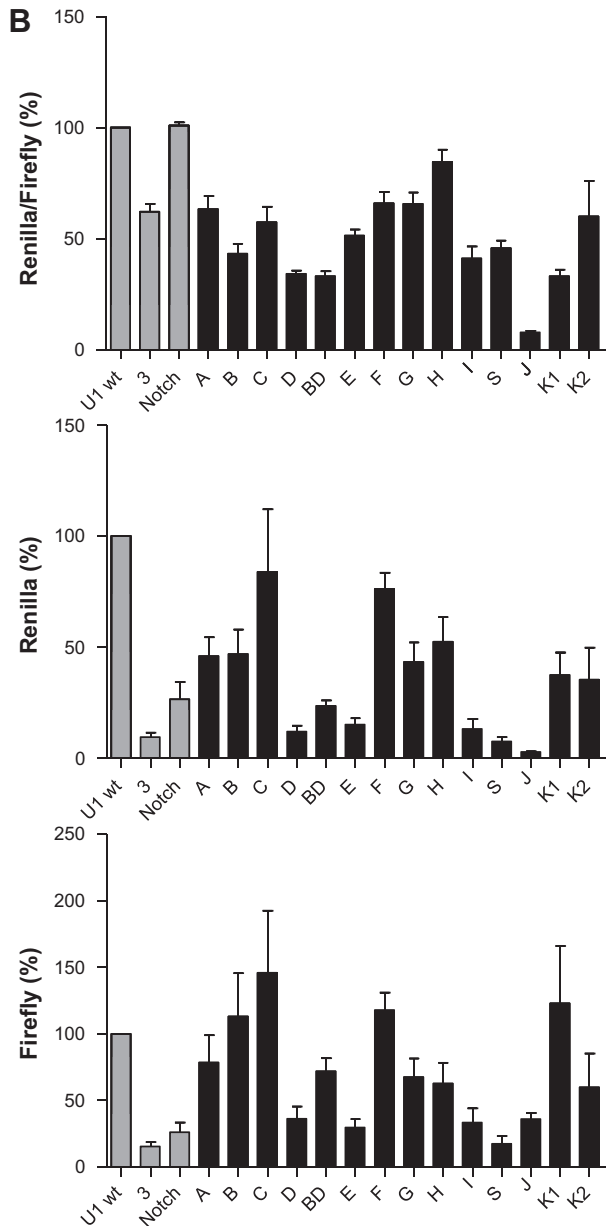 B
Renilla/Firefly (%)
150
100
50
0
U1 wt 3 Notch A B C D BD E F G H I S J K1 K2
Renilla (%)
150
100
50
0
U1 wt 3 Notch A B C D BD E F G H I S J K1 K2
Firefly (%)
250
200
150
100
50
0
U1 wt 3 Notch A B C D BD E F G H I S J K1 K2